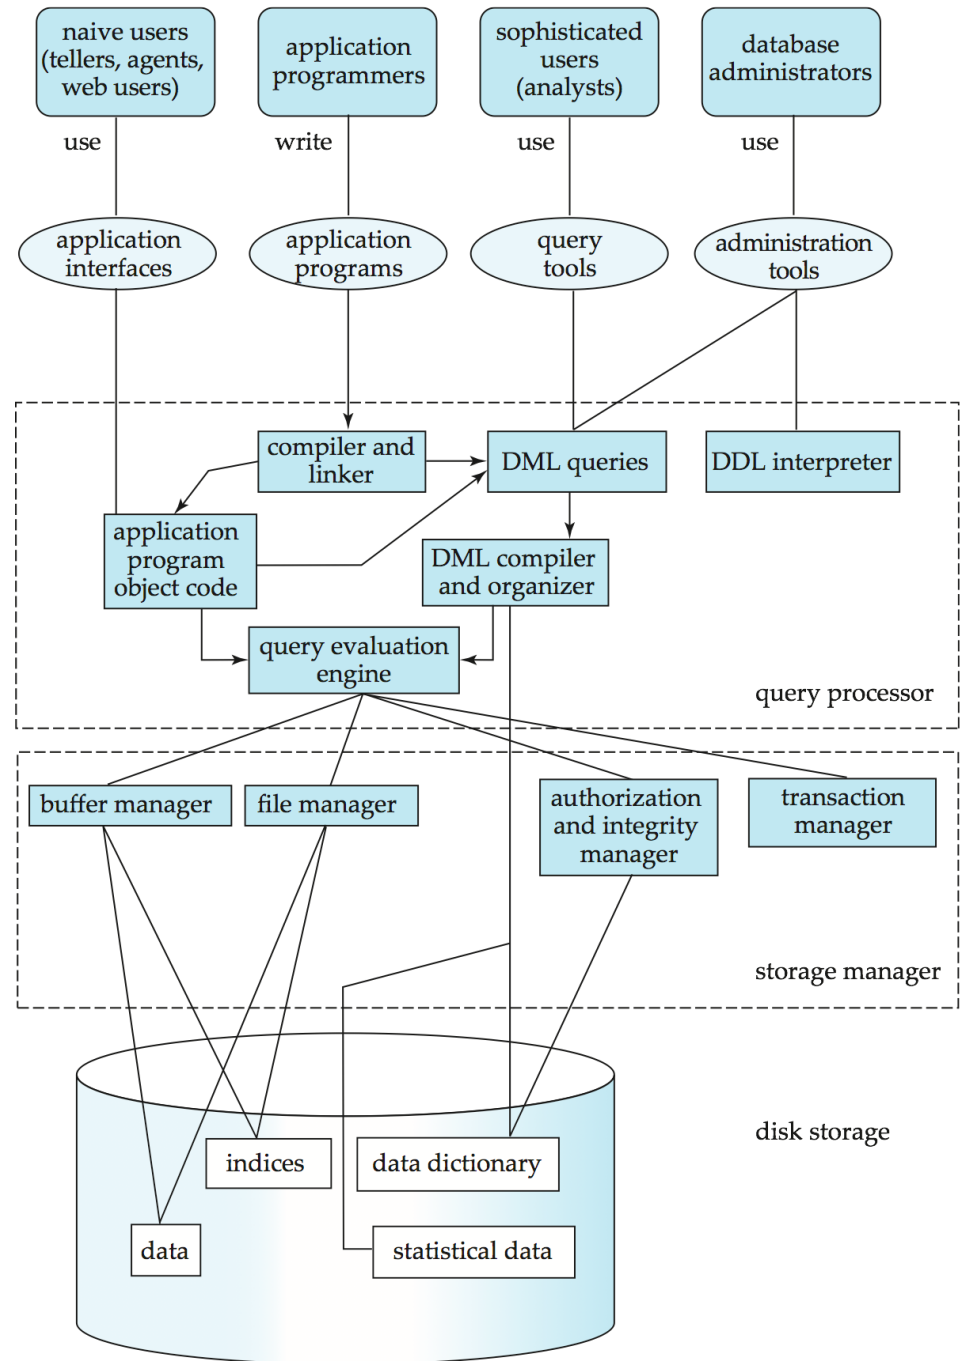 naive users
(tellers, agents,
web users)
application
programmers
sophisticated
users
(analysts)
database
administrators
use
write
use
use
application
interfaces
application
programs
query
tools
administration
tools
compiler and
linker
DML queries
DDL interpreter
application
program
object code
DML compiler
and organizer
query evaluation
engine
query processor
buffer manager
file manager
authorization
and integrity
manager
transaction
manager
storage manager
disk storage
indices
data dictionary
data
statistical data